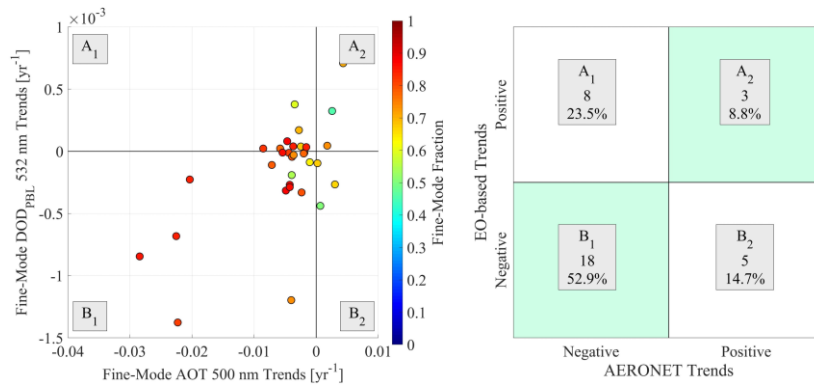 ×10⁻³
1
0.5
0
-0.5
-1
-1.5
Fine-Mode DOD_PBL 532 nm Trends [yr⁻¹]
A₁
A₂
B₁
B₂
-0.04
-0.03
-0.02
-0.01
0
0.01
Fine-Mode AOT 500 nm Trends [yr⁻¹]
1
0.9
0.8
0.7
0.6
0.5
0.4
0.3
0.2
0.1
0
Fine-Mode Fraction
EO-based Trends
Positive
Negative
A₁
8
23.5%
A₂
3
8.8%
B₁
18
52.9%
B₂
5
14.7%
Negative
Positive
AERONET Trends